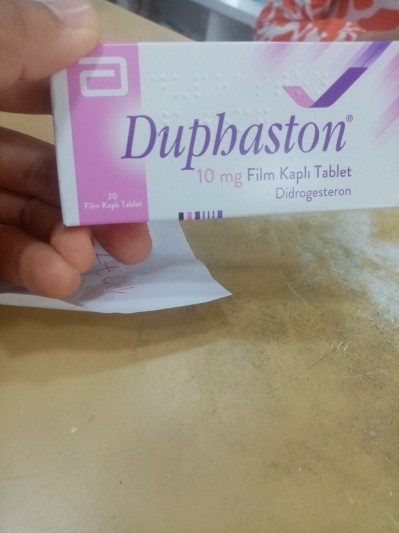 Duphaston®
10 mg Film Kaplı Tablet
Didrogesteron
20
Film Kaplı Tablet